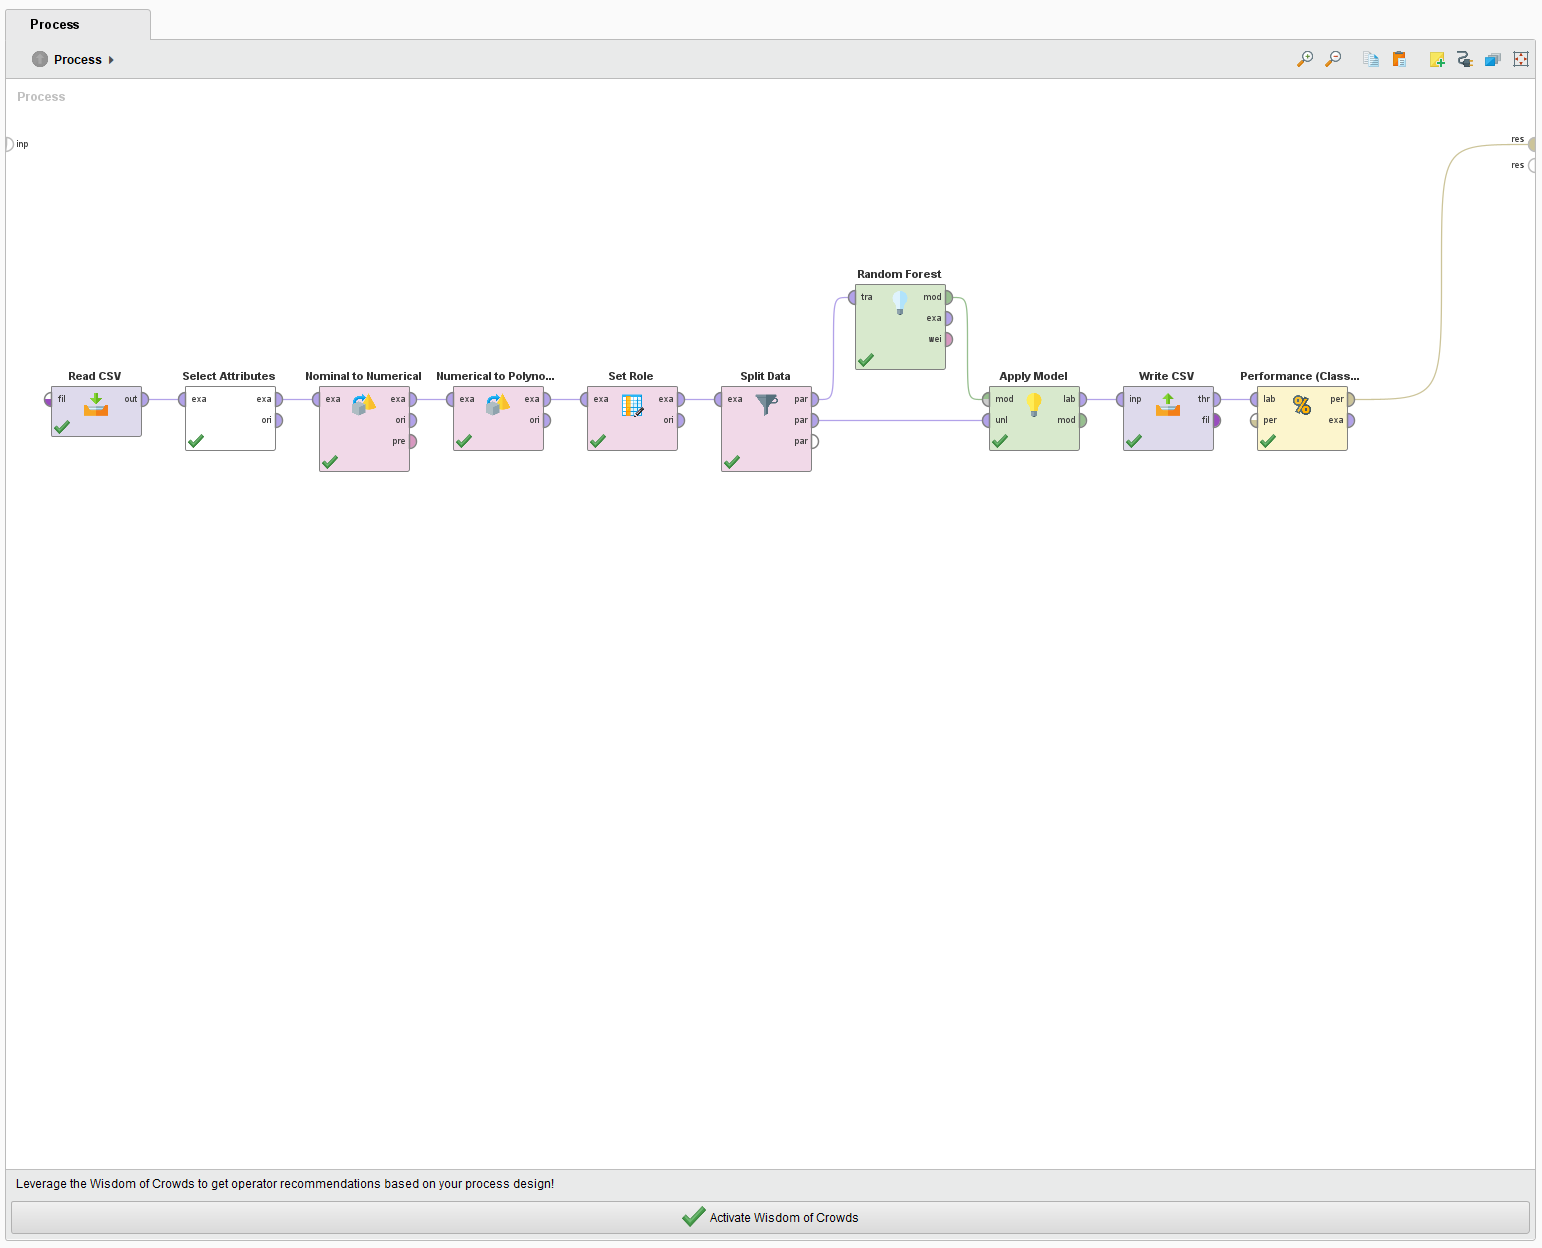 Process
Process
Process
inp
res
res
Random Forest
tra mod
exa
wei
Read CSV
fil out
Select Attributes
exa exa
ori
Nominal to Numerical
exa exa
ori
pre
Numerical to Polyno...
exa exa
ori
Set Role
exa exa
ori
Split Data
exa par
par
par
Apply Model
mod lab
unl mod
Write CSV
inp thr
fil
Performance (Class...
lab per
per exa
Leverage the Wisdom of Crowds to get operator recommendations based on your process design!
Activate Wisdom of Crowds